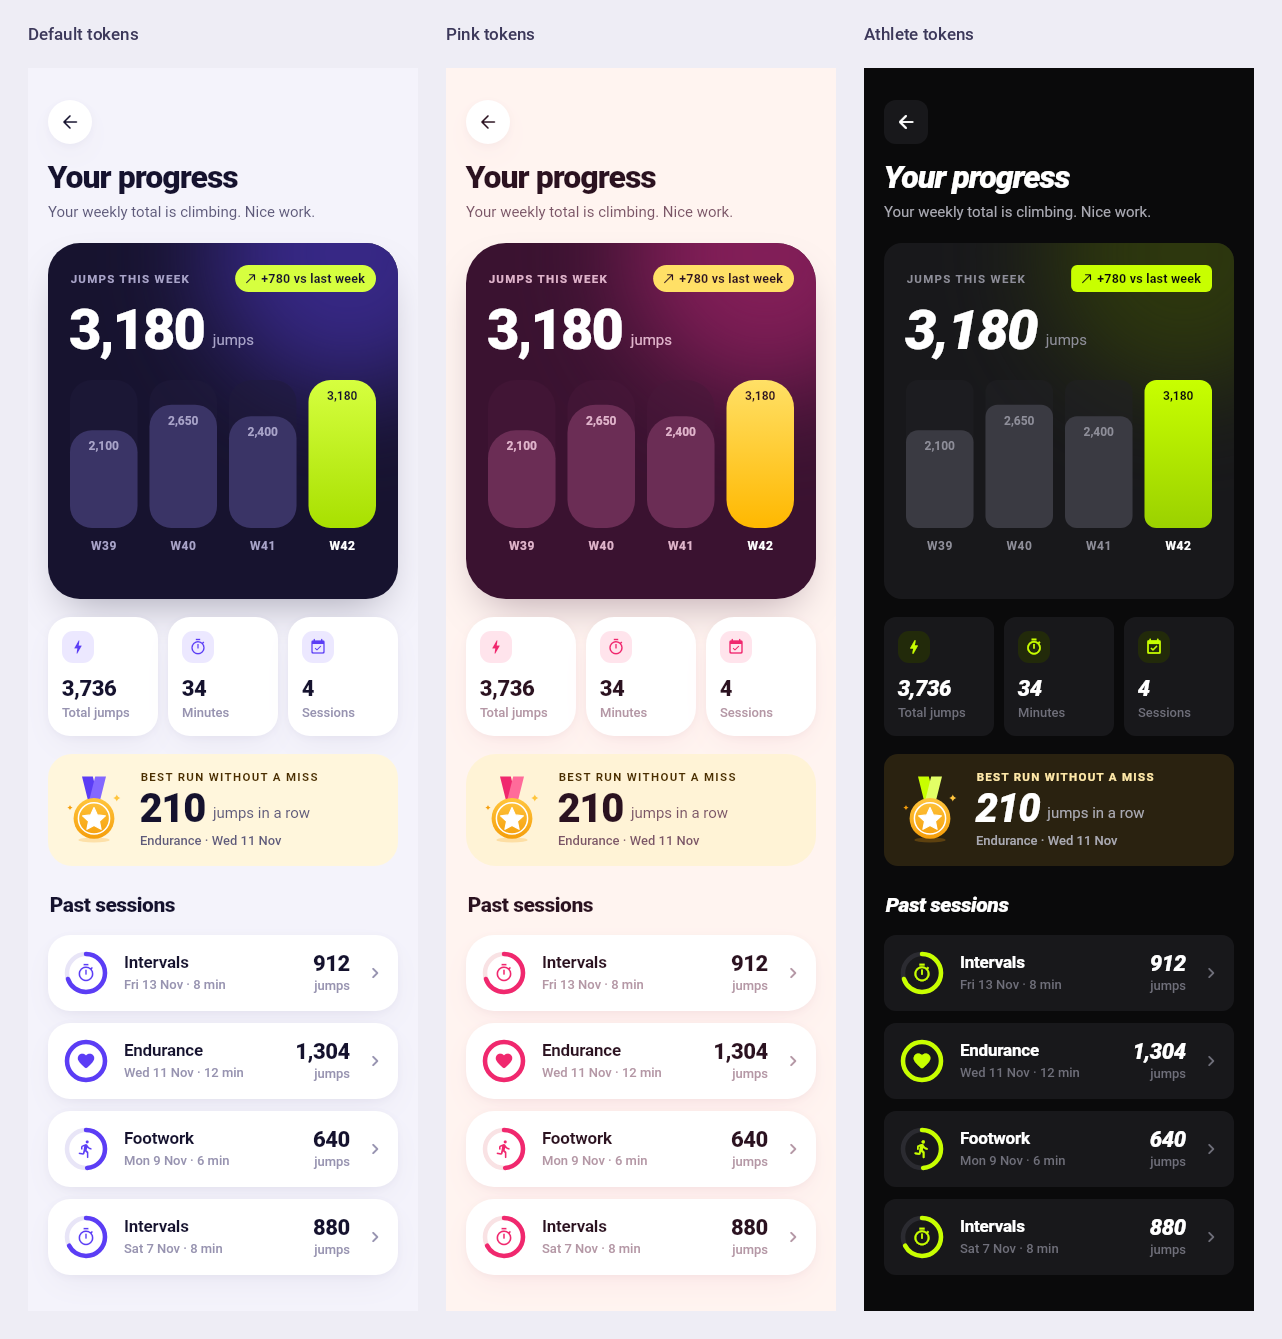 Default tokens
Your progress
Your weekly total is climbing. Nice work.
JUMPS THIS WEEK
+780 vs last week
3,180 jumps
2,100
2,650
2,400
3,180
W39
W40
W41
W42
3,736
Total jumps
34
Minutes
4
Sessions
BEST RUN WITHOUT A MISS
210 jumps in a row
Endurance · Wed 11 Nov
Past sessions
Intervals
Fri 13 Nov · 8 min
912
jumps
Endurance
Wed 11 Nov · 12 min
1,304
jumps
Footwork
Mon 9 Nov · 6 min
640
jumps
Intervals
Sat 7 Nov · 8 min
880
jumps
Pink tokens
Your progress
Your weekly total is climbing. Nice work.
JUMPS THIS WEEK
+780 vs last week
3,180 jumps
2,100
2,650
2,400
3,180
W39
W40
W41
W42
3,736
Total jumps
34
Minutes
4
Sessions
BEST RUN WITHOUT A MISS
210 jumps in a row
Endurance · Wed 11 Nov
Past sessions
Intervals
Fri 13 Nov · 8 min
912
jumps
Endurance
Wed 11 Nov · 12 min
1,304
jumps
Footwork
Mon 9 Nov · 6 min
640
jumps
Intervals
Sat 7 Nov · 8 min
880
jumps
Athlete tokens
Your progress
Your weekly total is climbing. Nice work.
JUMPS THIS WEEK
+780 vs last week
3,180 jumps
2,100
2,650
2,400
3,180
W39
W40
W41
W42
3,736
Total jumps
34
Minutes
4
Sessions
BEST RUN WITHOUT A MISS
210 jumps in a row
Endurance · Wed 11 Nov
Past sessions
Intervals
Fri 13 Nov · 8 min
912
jumps
Endurance
Wed 11 Nov · 12 min
1,304
jumps
Footwork
Mon 9 Nov · 6 min
640
jumps
Intervals
Sat 7 Nov · 8 min
880
jumps